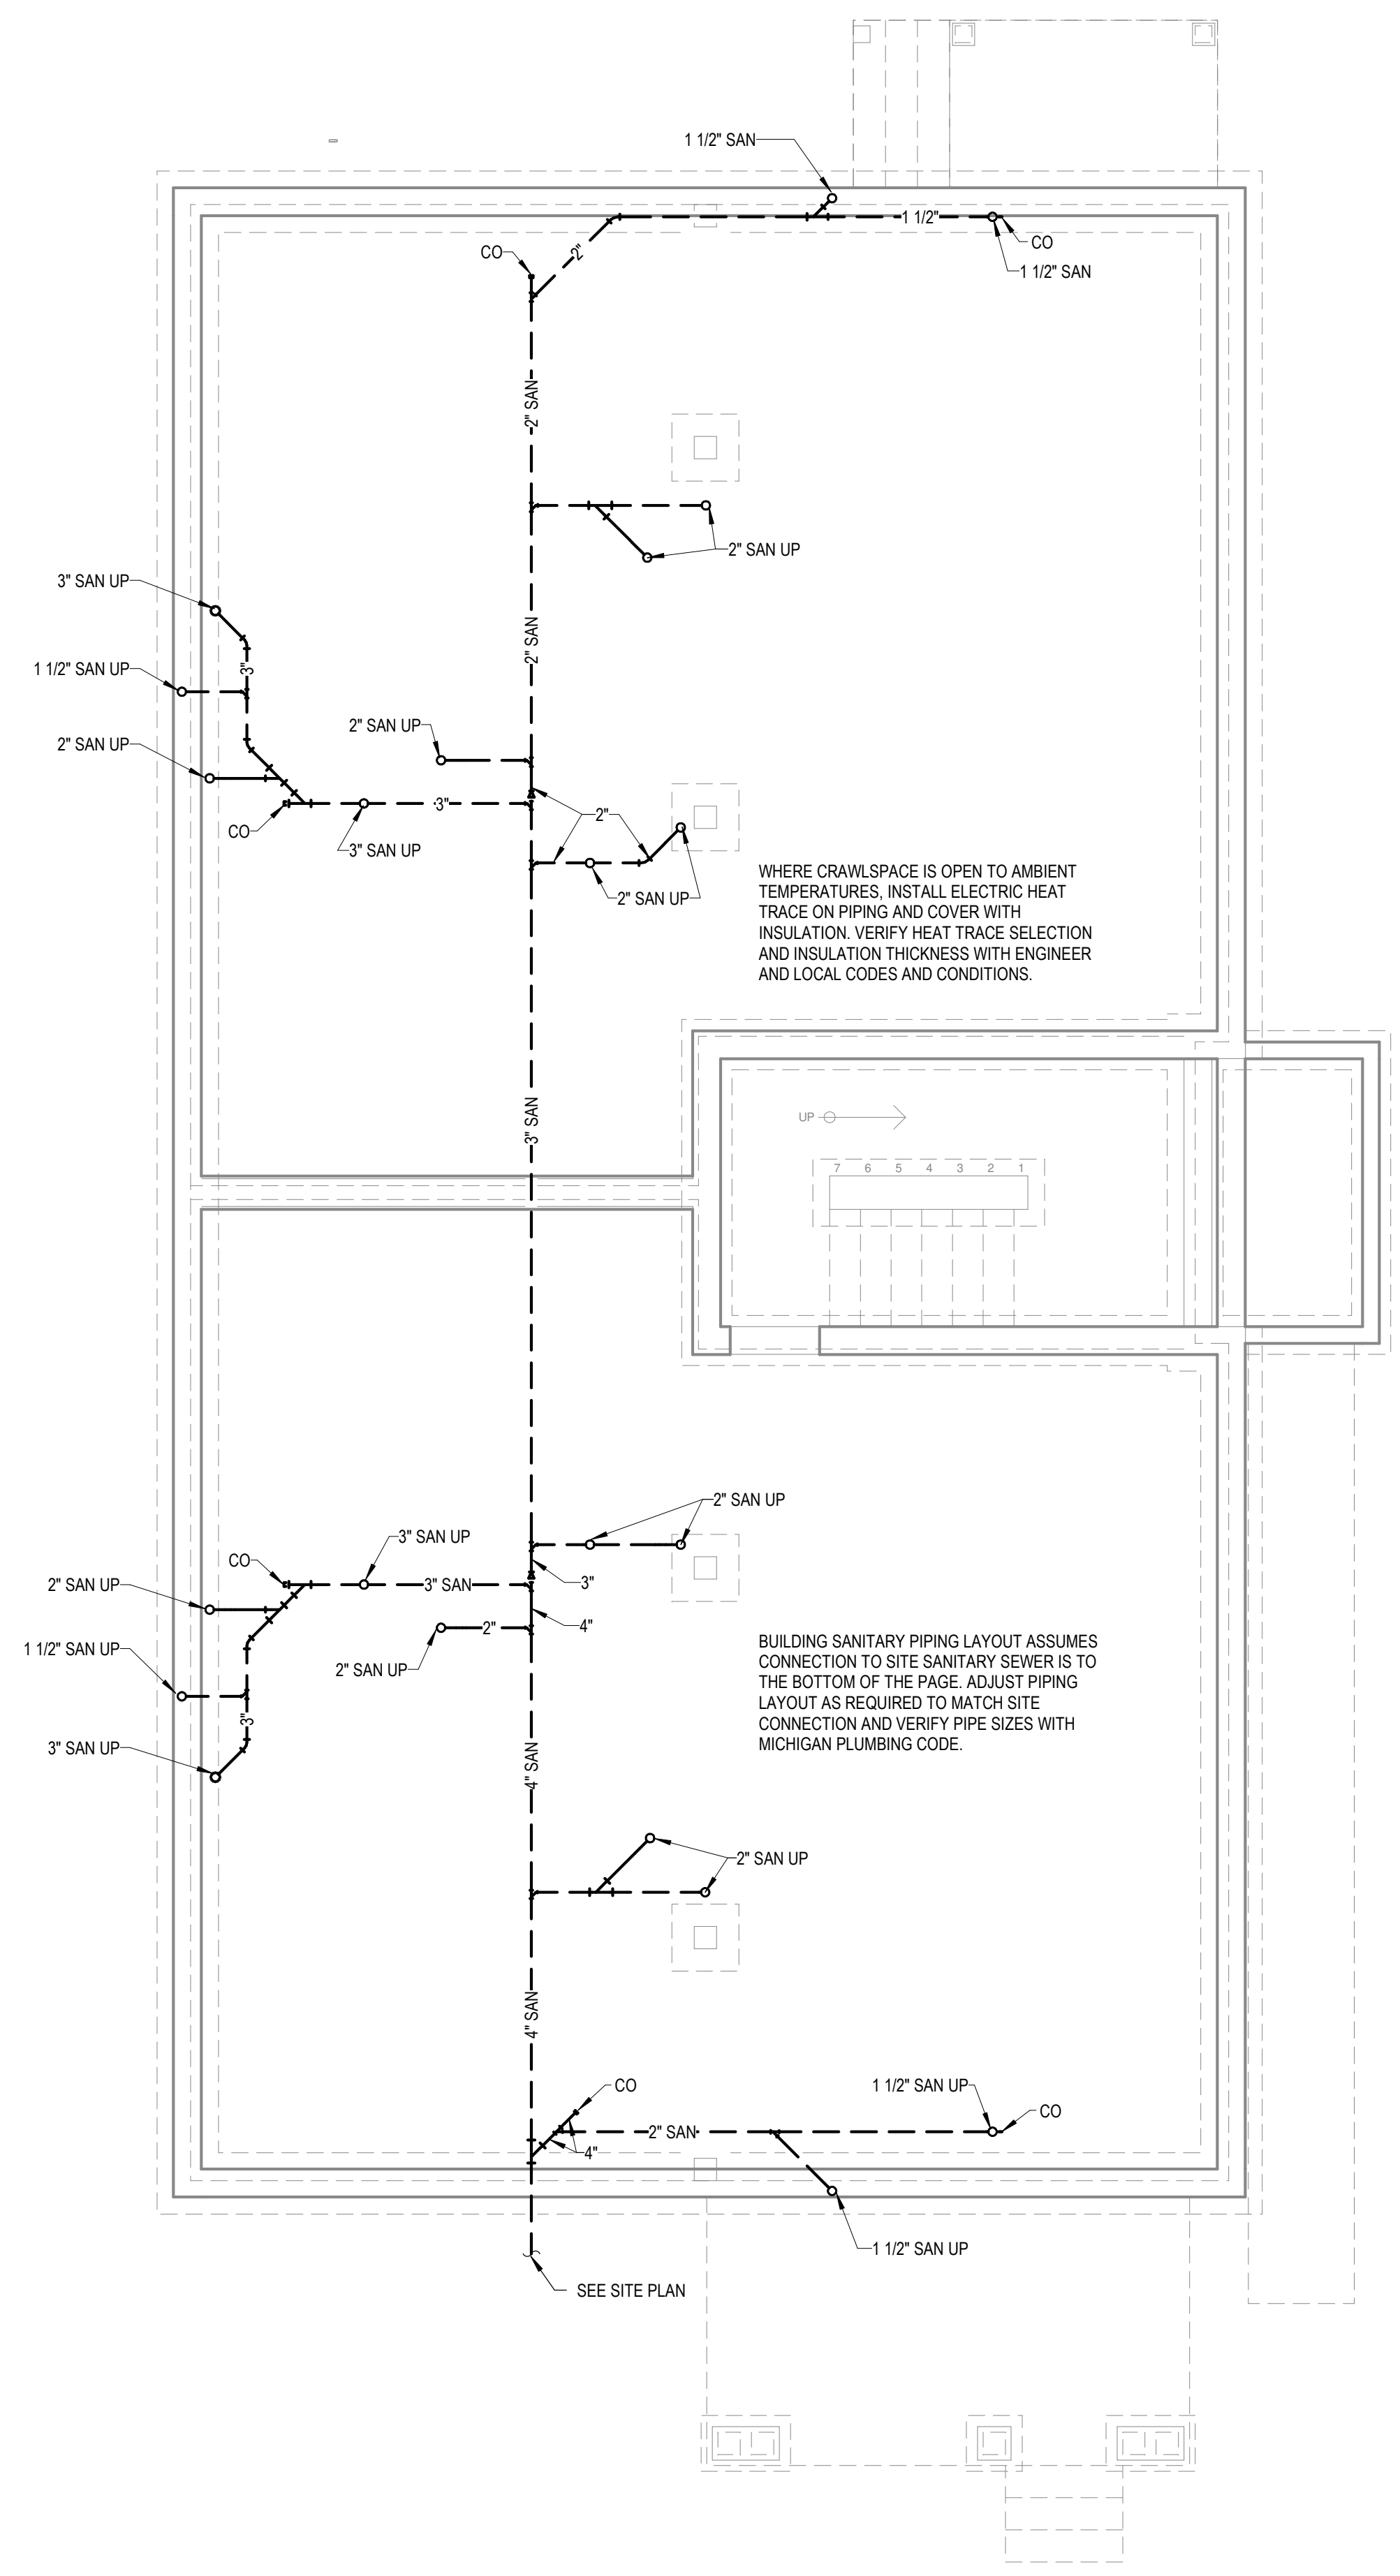 1 1/2" SAN
1 1/2"
CO
2"
CO
1 1/2" SAN
2" SAN
2" SAN UP
3" SAN UP
2" SAN
3"
1 1/2" SAN UP
2" SAN UP
2" SAN UP
3"
2"
CO
3" SAN UP
2" SAN UP
WHERE CRAWLSPACE IS OPEN TO AMBIENT
TEMPERATURES, INSTALL ELECTRIC HEAT
TRACE ON PIPING AND COVER WITH
INSULATION. VERIFY HEAT TRACE SELECTION
AND INSULATION THICKNESS WITH ENGINEER
AND LOCAL CODES AND CONDITIONS.
3" SAN
UP
7 6 5 4 3 2 1
2" SAN UP
3" SAN UP
CO
2" SAN UP
3" SAN
3"
2"
4"
1 1/2" SAN UP
2" SAN UP
BUILDING SANITARY PIPING LAYOUT ASSUMES
CONNECTION TO SITE SANITARY SEWER IS TO
THE BOTTOM OF THE PAGE. ADJUST PIPING
LAYOUT AS REQUIRED TO MATCH SITE
CONNECTION AND VERIFY PIPE SIZES WITH
MICHIGAN PLUMBING CODE.
3"
3" SAN UP
4" SAN
2" SAN UP
4" SAN
CO
1 1/2" SAN UP
CO
2" SAN
4"
1 1/2" SAN UP
SEE SITE PLAN